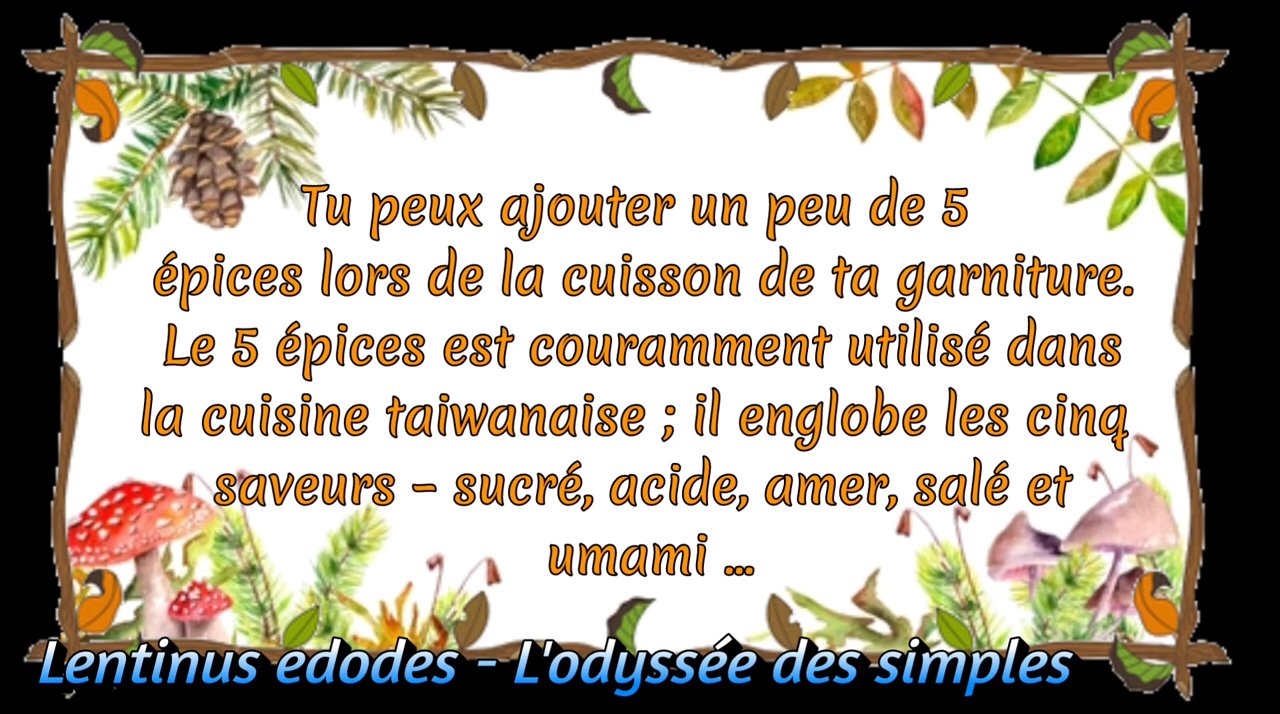 Tu peux ajouter un peu de 5
épices lors de la cuisson de ta garniture.
Le 5 épices est couramment utilisé dans
la cuisine taiwanaise ; il englobe les cinq
saveurs – sucré, acide, amer, salé et
umami ...
Lentinus edodes - L'odyssée des simples